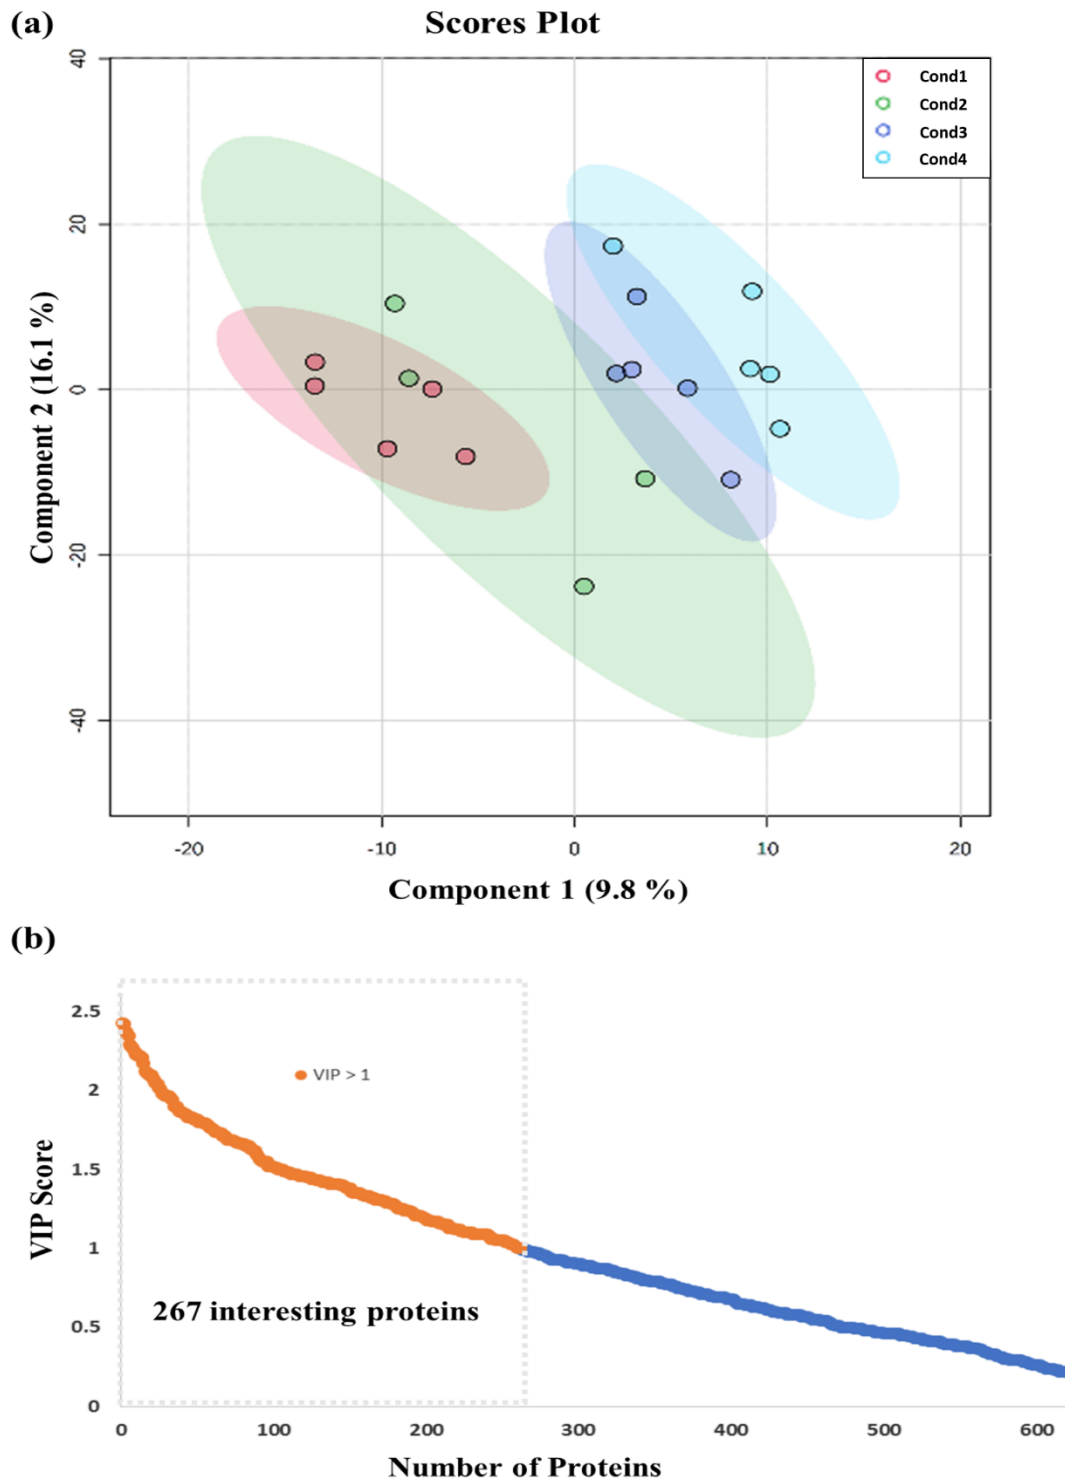 (a)
Scores Plot
Cond1
Cond2
Cond3
Cond4
40
20
0
-20
-40
Component 2 (16.1 %)
-20 -10 0 10 20
Component 1 (9.8 %)
(b)
2.5
2
1.5
1
0.5
0
VIP Score
VIP > 1
267 interesting proteins
0 100 200 300 400 500 600
Number of Proteins